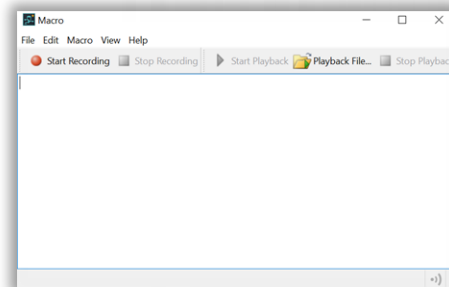 Macro
File Edit Macro View Help
Start Recording Stop Recording Start Playback Playback File... Stop Playbac